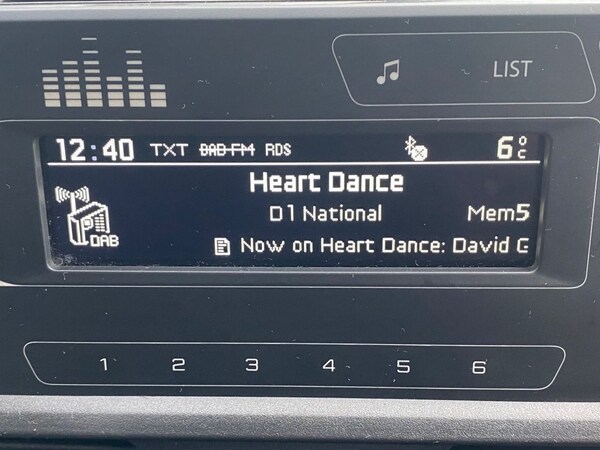 LIST
12:40 TXT DAB-FM RDS 6°C
Heart Dance
D1 National Mem5
DAB
Now on Heart Dance: David G
1 2 3 4 5 6